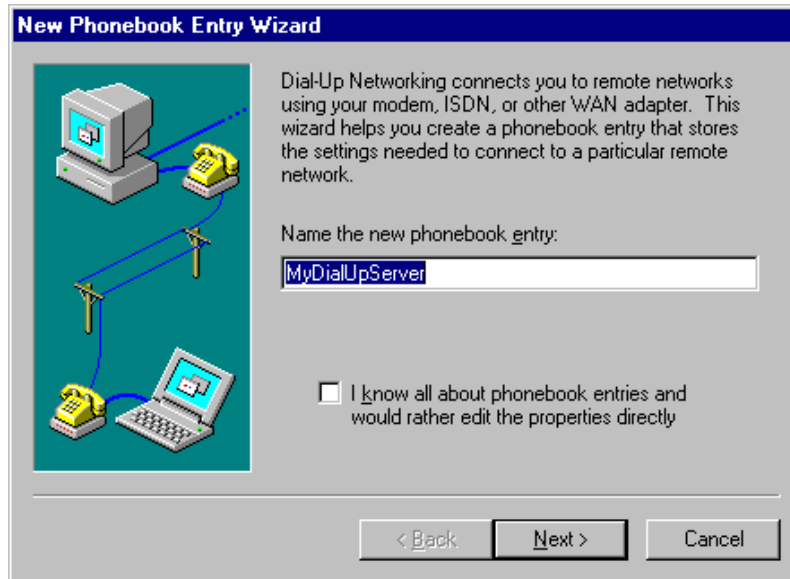 New Phonebook Entry Wizard
Dial-Up Networking connects you to remote networks
using your modem, ISDN, or other WAN adapter.  This
wizard helps you create a phonebook entry that stores
the settings needed to connect to a particular remote
network.
Name the new phonebook entry:
MyDialUpServer
I know all about phonebook entries and
would rather edit the properties directly
< Back
Next >
Cancel